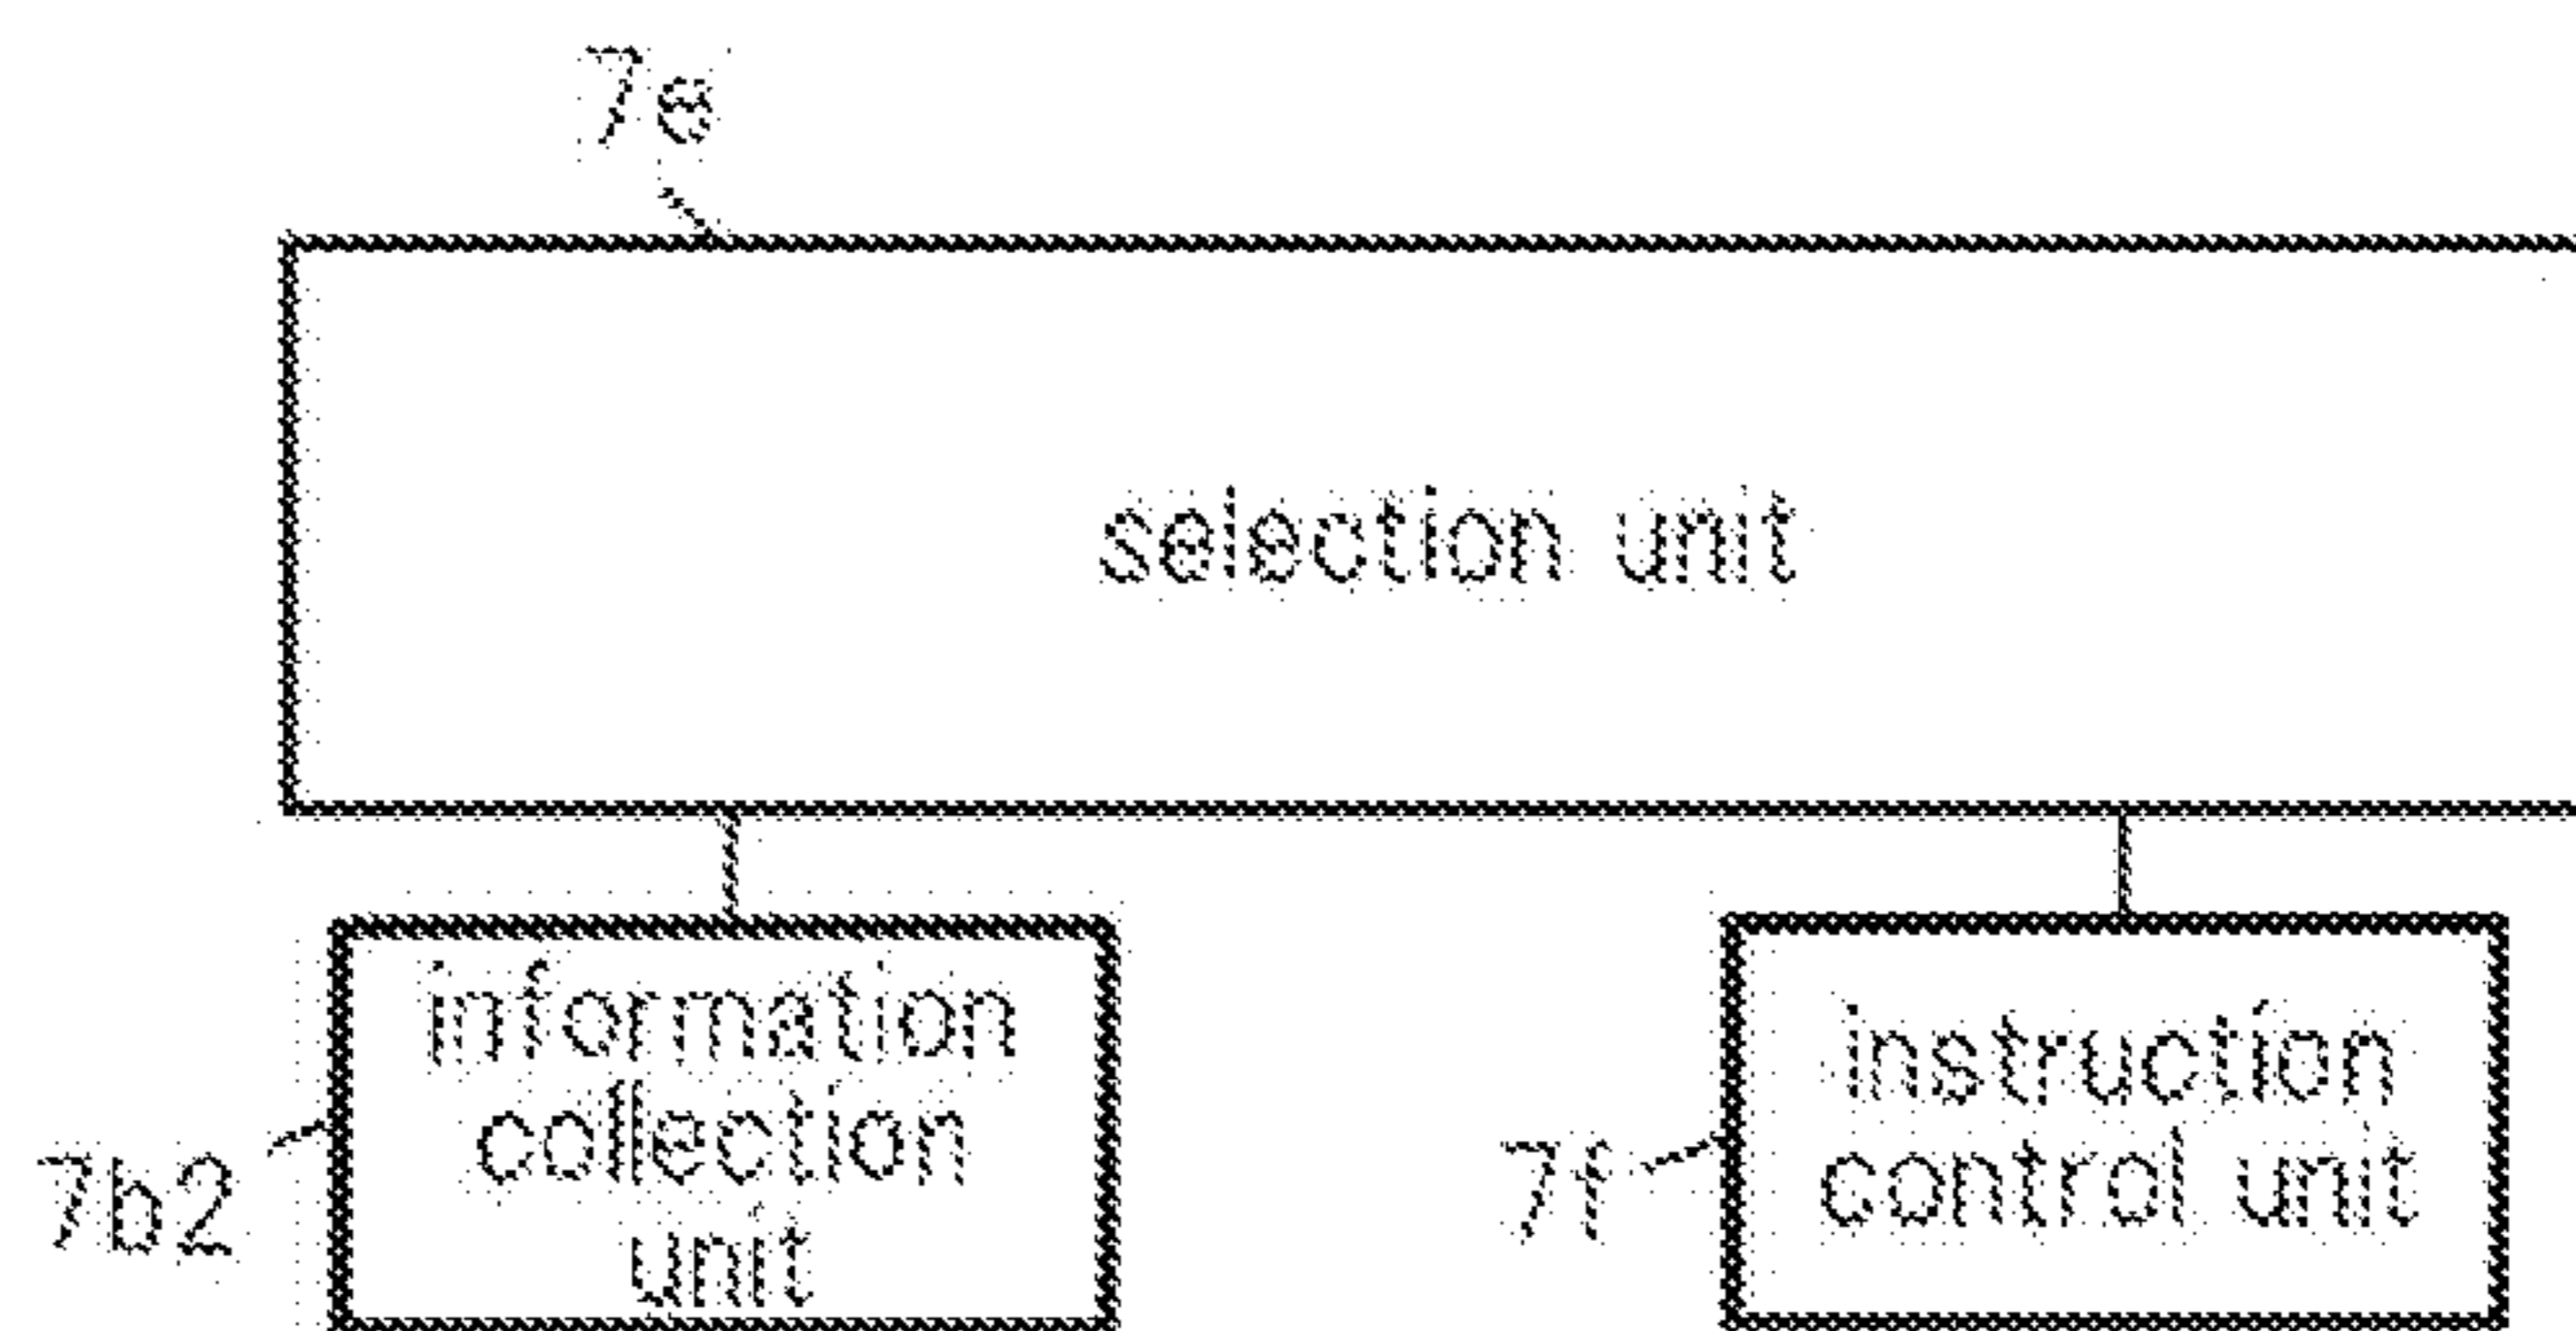 7e
selection unit
information
collection
unit
7b2
instruction
control unit
7f